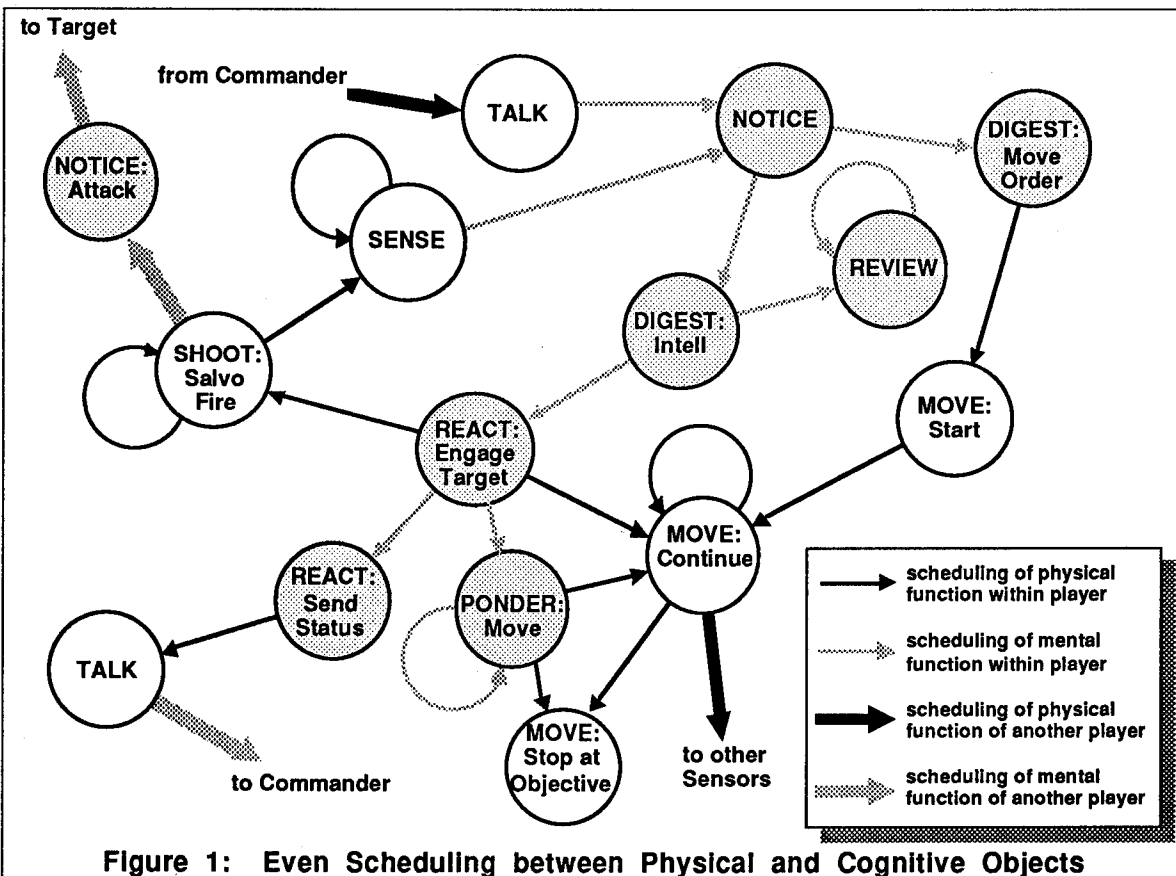 to Target
from Commander
TALK
NOTICE
DIGEST:
Move
Order
NOTICE:
Attack
SENSE
REVIEW
DIGEST:
Intell
SHOOT:
Salvo
Fire
MOVE:
Start
REACT:
Engage
Target
MOVE:
Continue
REACT:
Send
Status
PONDER:
Move
TALK
MOVE:
Stop at
Objective
to Commander
to other
Sensors
scheduling of physical
function within player
scheduling of mental
function within player
scheduling of physical
function of another player
scheduling of mental
function of another player
Figure 1: Even Scheduling between Physical and Cognitive Objects